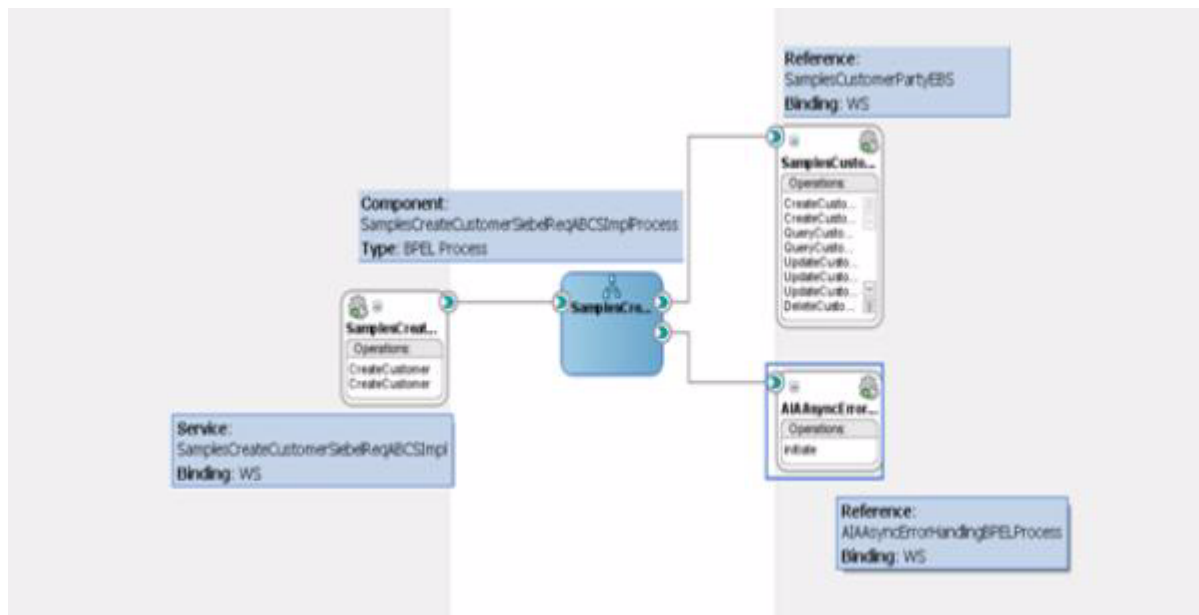 Reference:
SamplesCustomerPartyEBS
Binding: WS
SamplesCusto...
Operations
CreateCusto...
CreateCusto...
QueryCusto...
QueryCusto...
UpdateCusto...
UpdateCusto...
UpdateCusto...
DeleteCusto...
Component:
SamplesCreateCustomerSiebelReqABCSImplProcess
Type: BPEL Process
SamplesCre...
SamplesCreat...
Operations
CreateCustomer
CreateCustomer
Service:
SamplesCreateCustomerSiebelReqABCSImpl
Binding: WS
AIAAsyncError...
Operations
initiate
Reference:
AIAAsyncErrorHandlingBPELProcess
Binding: WS